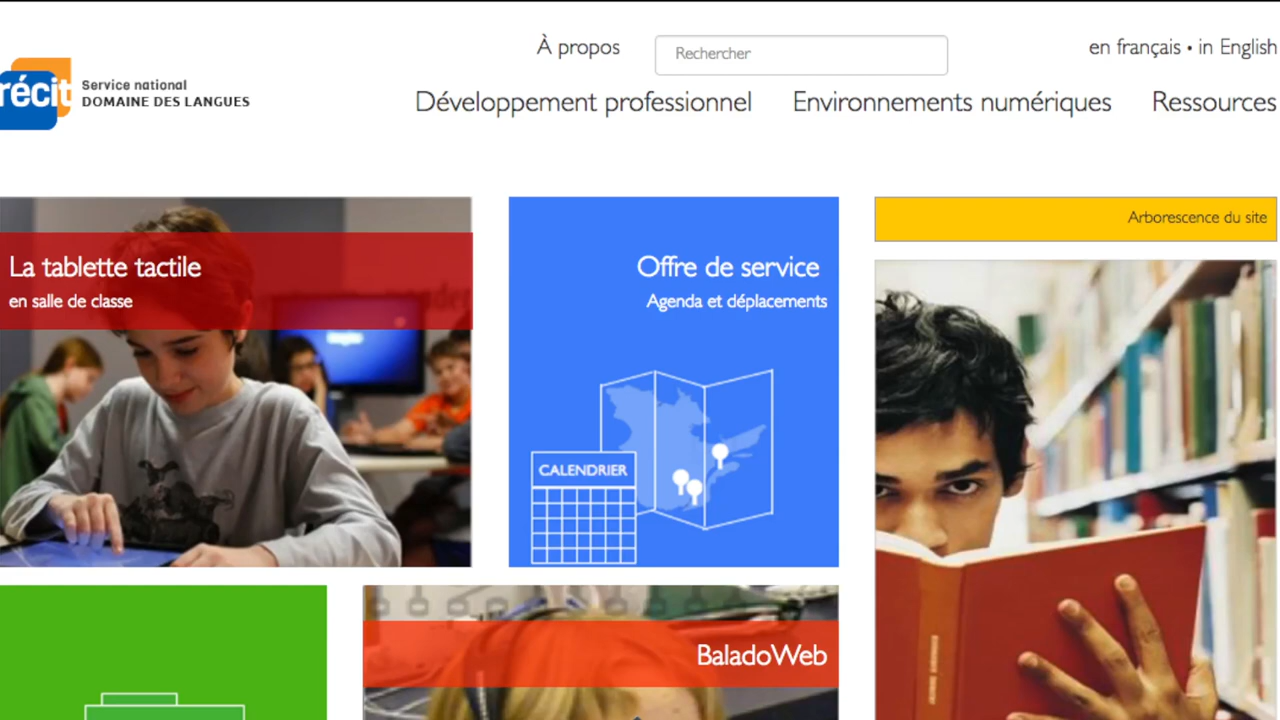 À propos
Rechercher
en français • in English
récit
Service national
DOMAINE DES LANGUES
Développement professionnel
Environnements numériques
Ressources
La tablette tactile
en salle de classe
Offre de service
Agenda et déplacements
CALENDRIER
Arborescence du site
BaladoWeb